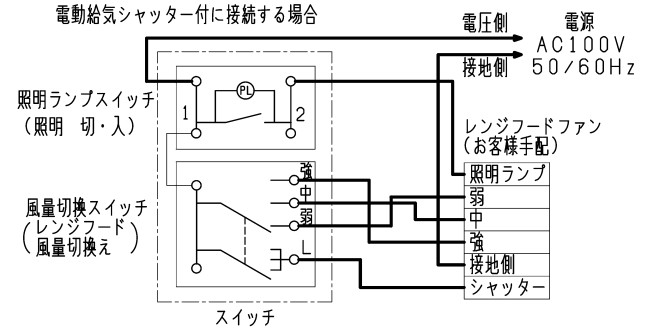 電動給気シャッター付に接続する場合
電圧側
電源
AC100V
接地側
50/60Hz
照明ランプスイッチ
(照明 切・入)
PL
1
2
レンジフードファン
(お客様手配)
照明ランプ
弱
中
強
接地側
シャッター
強
中
弱
L
風量切換スイッチ
(レンジフード
風量切換え)
スイッチ